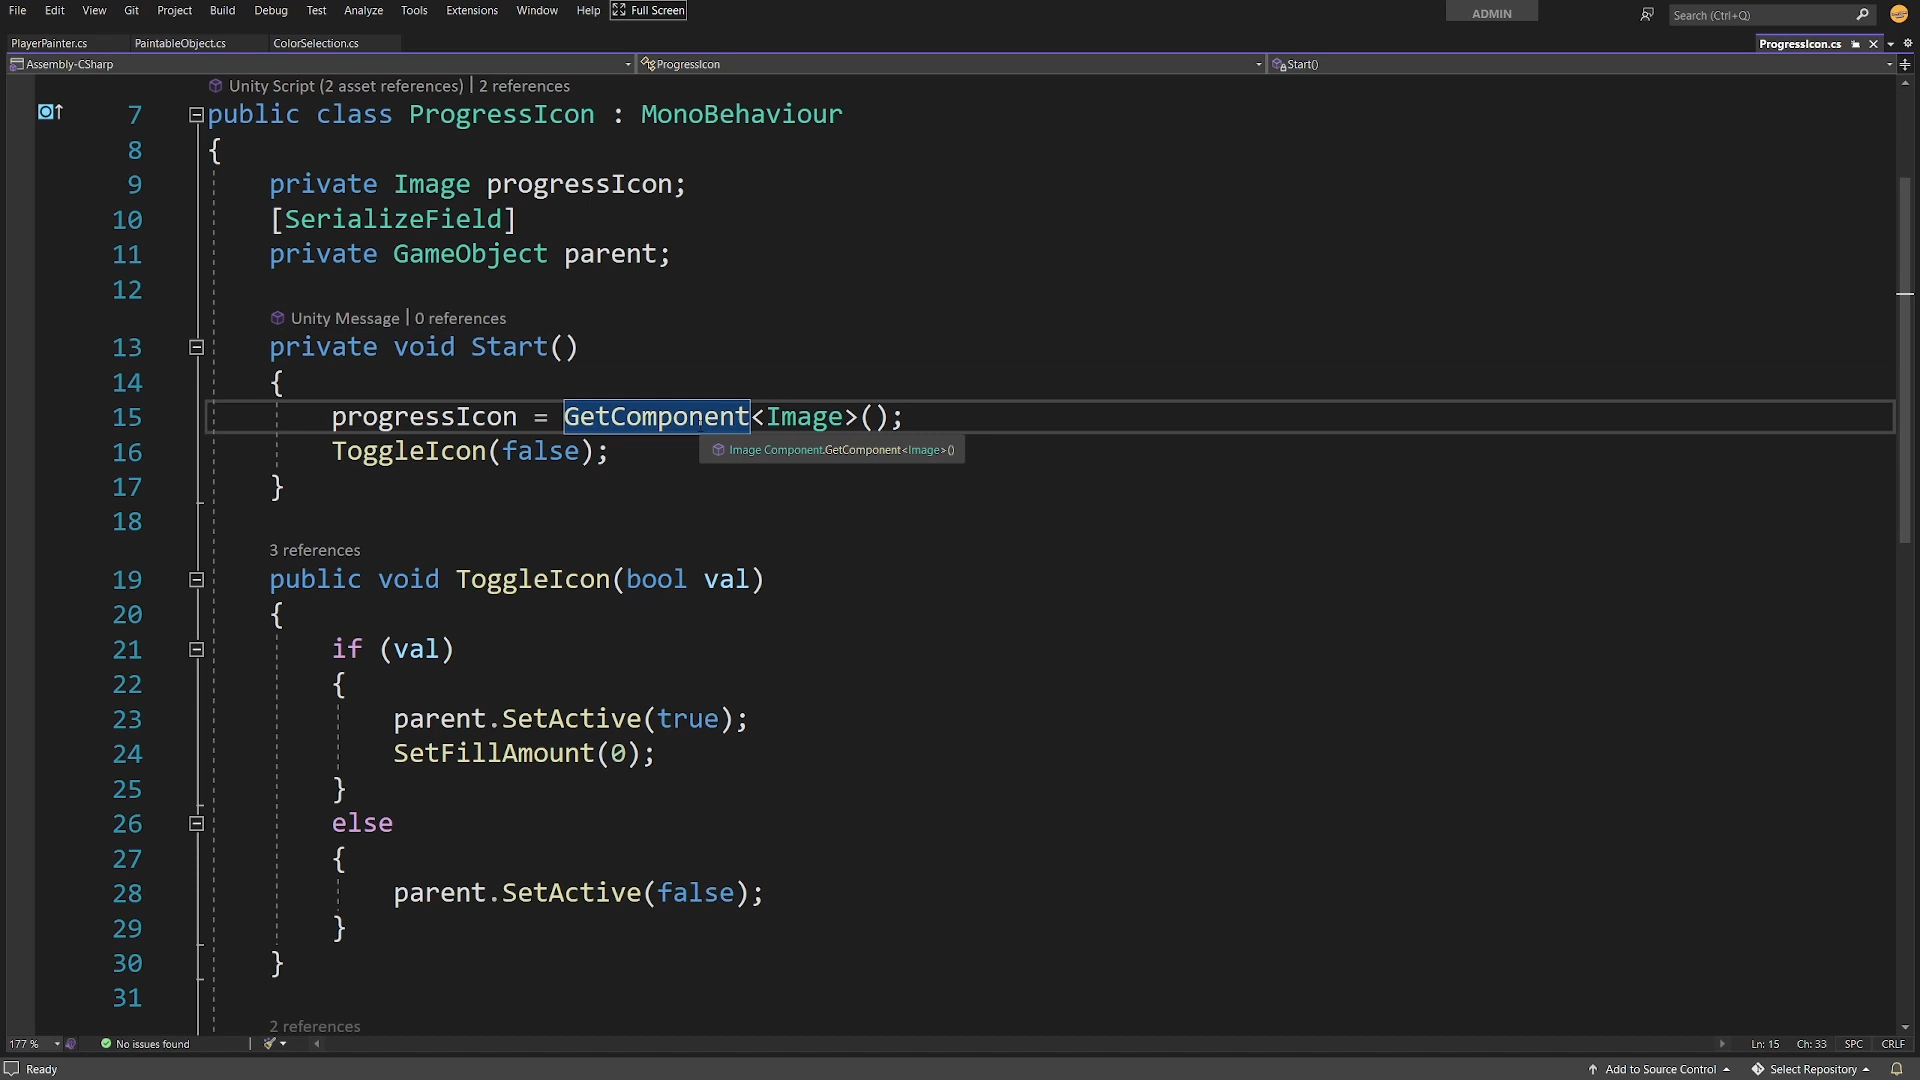 File Edit View Git Project Build Debug Test Analyze Tools Extensions Window Help Full Screen ADMIN Search (Ctrl+Q)
PlayerPainter.cs PaintableObject.cs ColorSelection.cs ProgressIcon.cs
Assembly-CSharp ProgressIcon Start()
Unity Script (2 asset references) | 2 references
7 public class ProgressIcon : MonoBehaviour
8 {
9 private Image progressIcon;
10 [SerializeField]
11 private GameObject parent;
12
Unity Message | 0 references
13 private void Start()
14 {
15 progressIcon = GetComponent<Image>();
Image Component.GetComponent<Image>()
16 ToggleIcon(false);
17 }
18
3 references
19 public void ToggleIcon(bool val)
20 {
21 if (val)
22 {
23 parent.SetActive(true);
24 SetFillAmount(0);
25 }
26 else
27 {
28 parent.SetActive(false);
29 }
30 }
31
2 references
177 % No issues found Ln: 15 Ch: 33 SPC CRLF
Ready Add to Source Control Select Repository